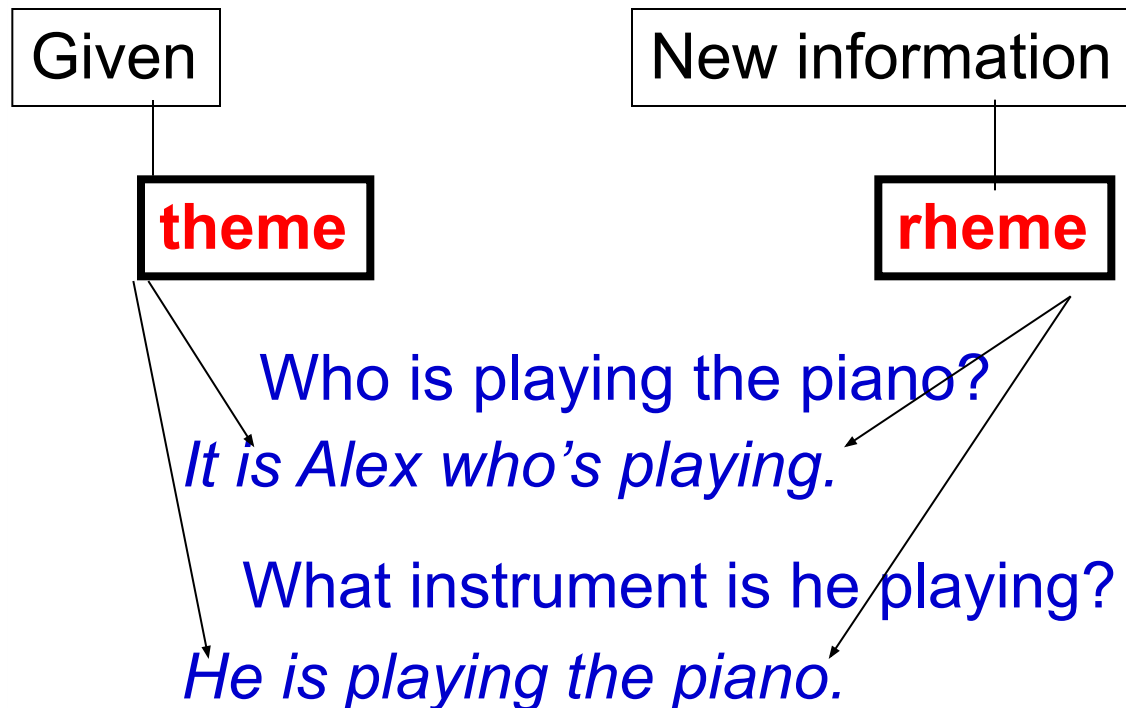 Given
New information
theme
rheme
Who is playing the piano?
It is Alex who’s playing.
What instrument is he playing?
He is playing the piano.